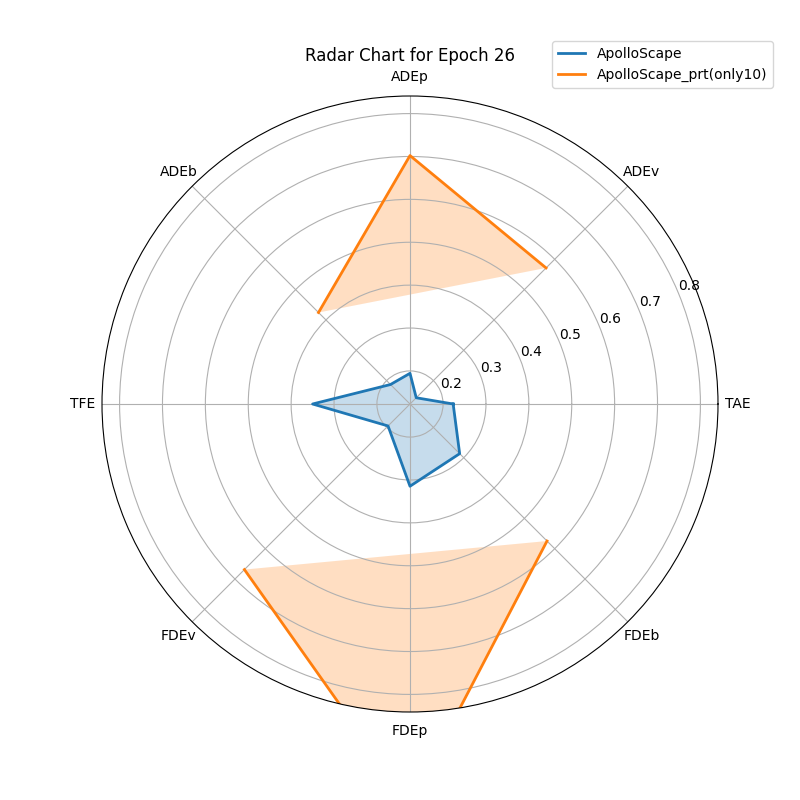 Radar Chart for Epoch 26
ApolloScape
ApolloScape_prt(only10)
ADEp
ADEb
ADEv
0.8
0.7
0.6
0.5
0.4
0.3
0.2
TFE
TAE
FDEv
FDEb
FDEp